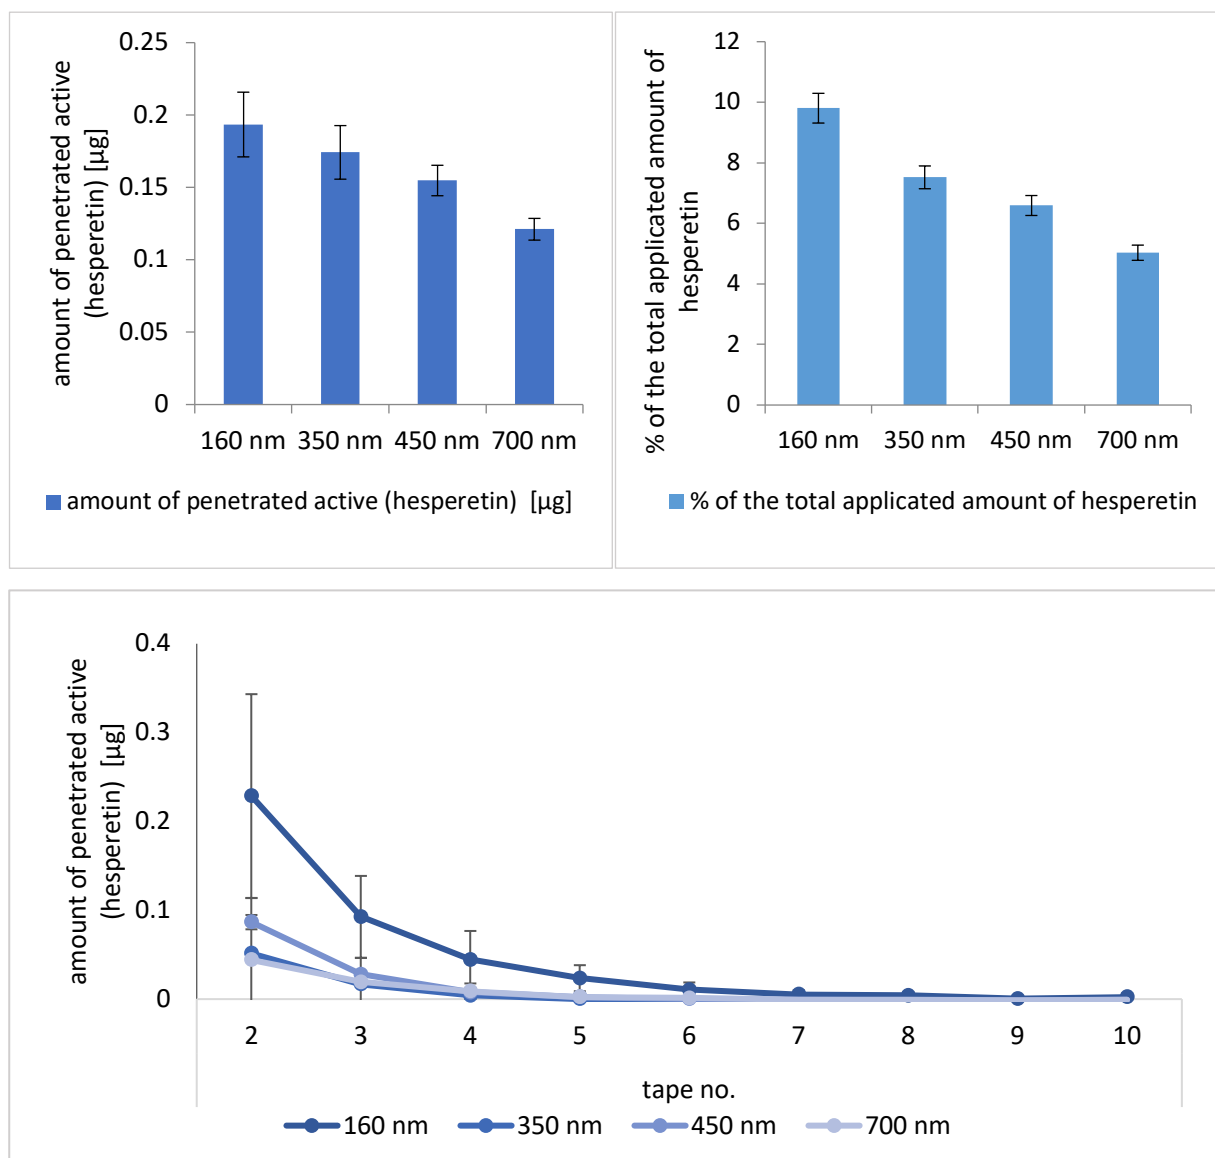 amount of penetrated active
(hesperetin) [µg]
0.25
0.2
0.15
0.1
0.05
0
160 nm 350 nm 450 nm 700 nm
amount of penetrated active (hesperetin) [µg]
% of the total applicated amount of
hesperetin
12
10
8
6
4
2
0
160 nm 350 nm 450 nm 700 nm
% of the total applicated amount of hesperetin
amount of penetrated active
(hesperetin) [µg]
0.4
0.3
0.2
0.1
0
2 3 4 5 6 7 8 9 10
tape no.
160 nm 350 nm 450 nm 700 nm